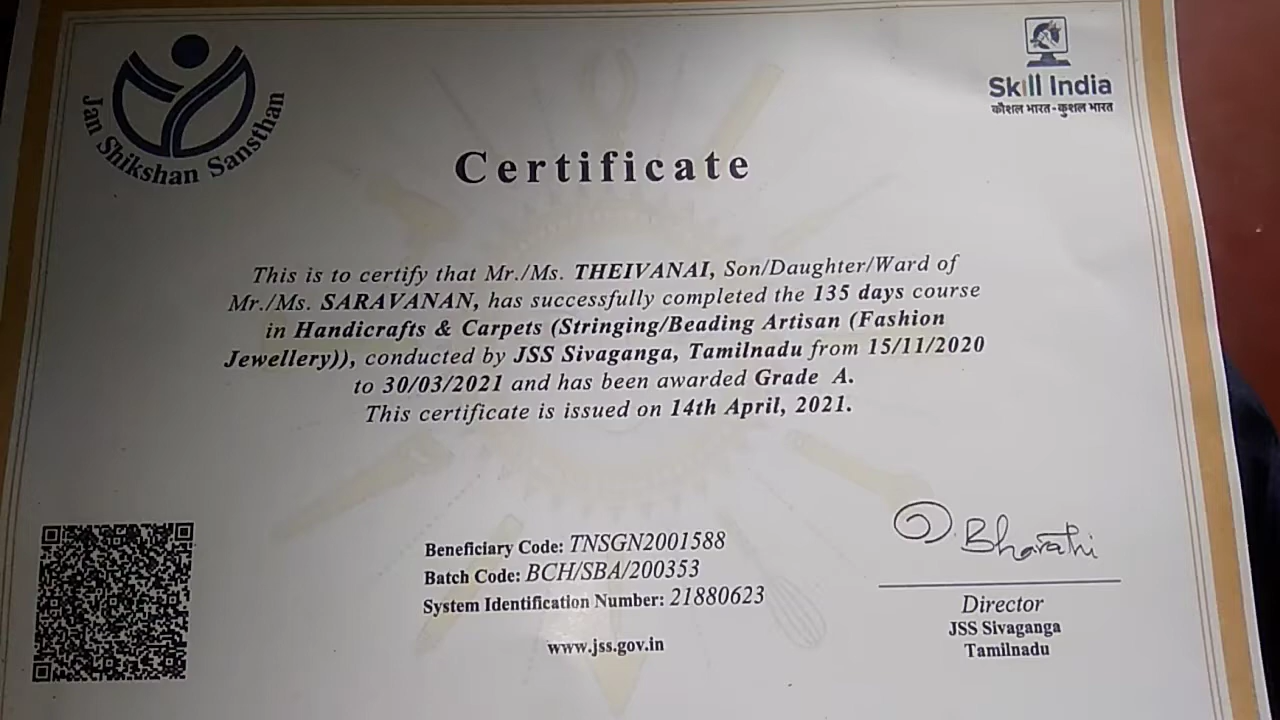 Jan Shikshan Sansthan
Skill India
कौशल भारत-कुशल भारत
Certificate
This is to certify that Mr./Ms. THEIVANAI, Son/Daughter/Ward of
Mr./Ms. SARAVANAN, has successfully completed the 135 days course
in Handicrafts & Carpets (Stringing/Beading Artisan (Fashion
Jewellery)), conducted by JSS Sivaganga, Tamilnadu from 15/11/2020
to 30/03/2021 and has been awarded Grade A.
This certificate is issued on 14th April, 2021.
Beneficiary Code: TNSGN2001588
Batch Code: BCH/SBA/200353
System Identification Number: 21880623
www.jss.gov.in
Bharathi
Director
JSS Sivaganga
Tamilnadu